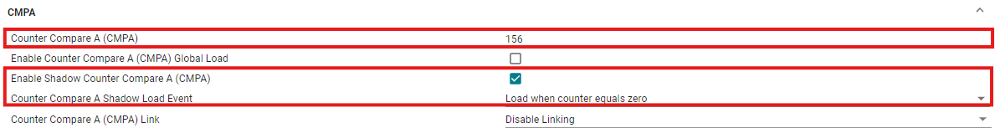 CMPA
Counter Compare A (CMPA) 156
Enable Counter Compare A (CMPA) Global Load
Enable Shadow Counter Compare A (CMPA)
Counter Compare A Shadow Load Event Load when counter equals zero
Counter Compare A (CMPA) Link Disable Linking